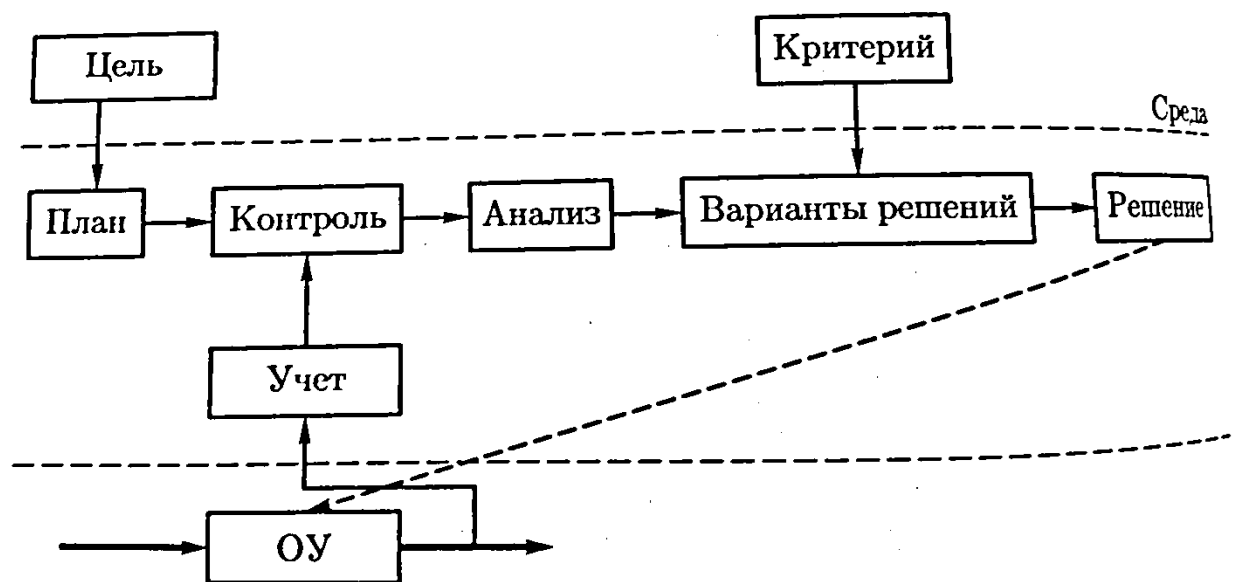 Цель
Критерий
Среда
План
Контроль
Анализ
Варианты решений
Решение
Учет
ОУ